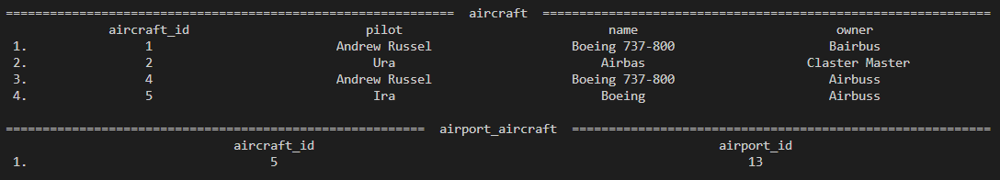 ============================================================== aircraft ==============================================================
aircraft_id pilot name owner
1. 1 Andrew Russel Boeing 737-800 Bairbus
2. 2 Ura Airbas Claster Master
3. 4 Andrew Russel Boeing 737-800 Airbuss
4. 5 Ira Boeing Airbuss
========================================================== airport_aircraft ==========================================================
aircraft_id airport_id
1. 5 13